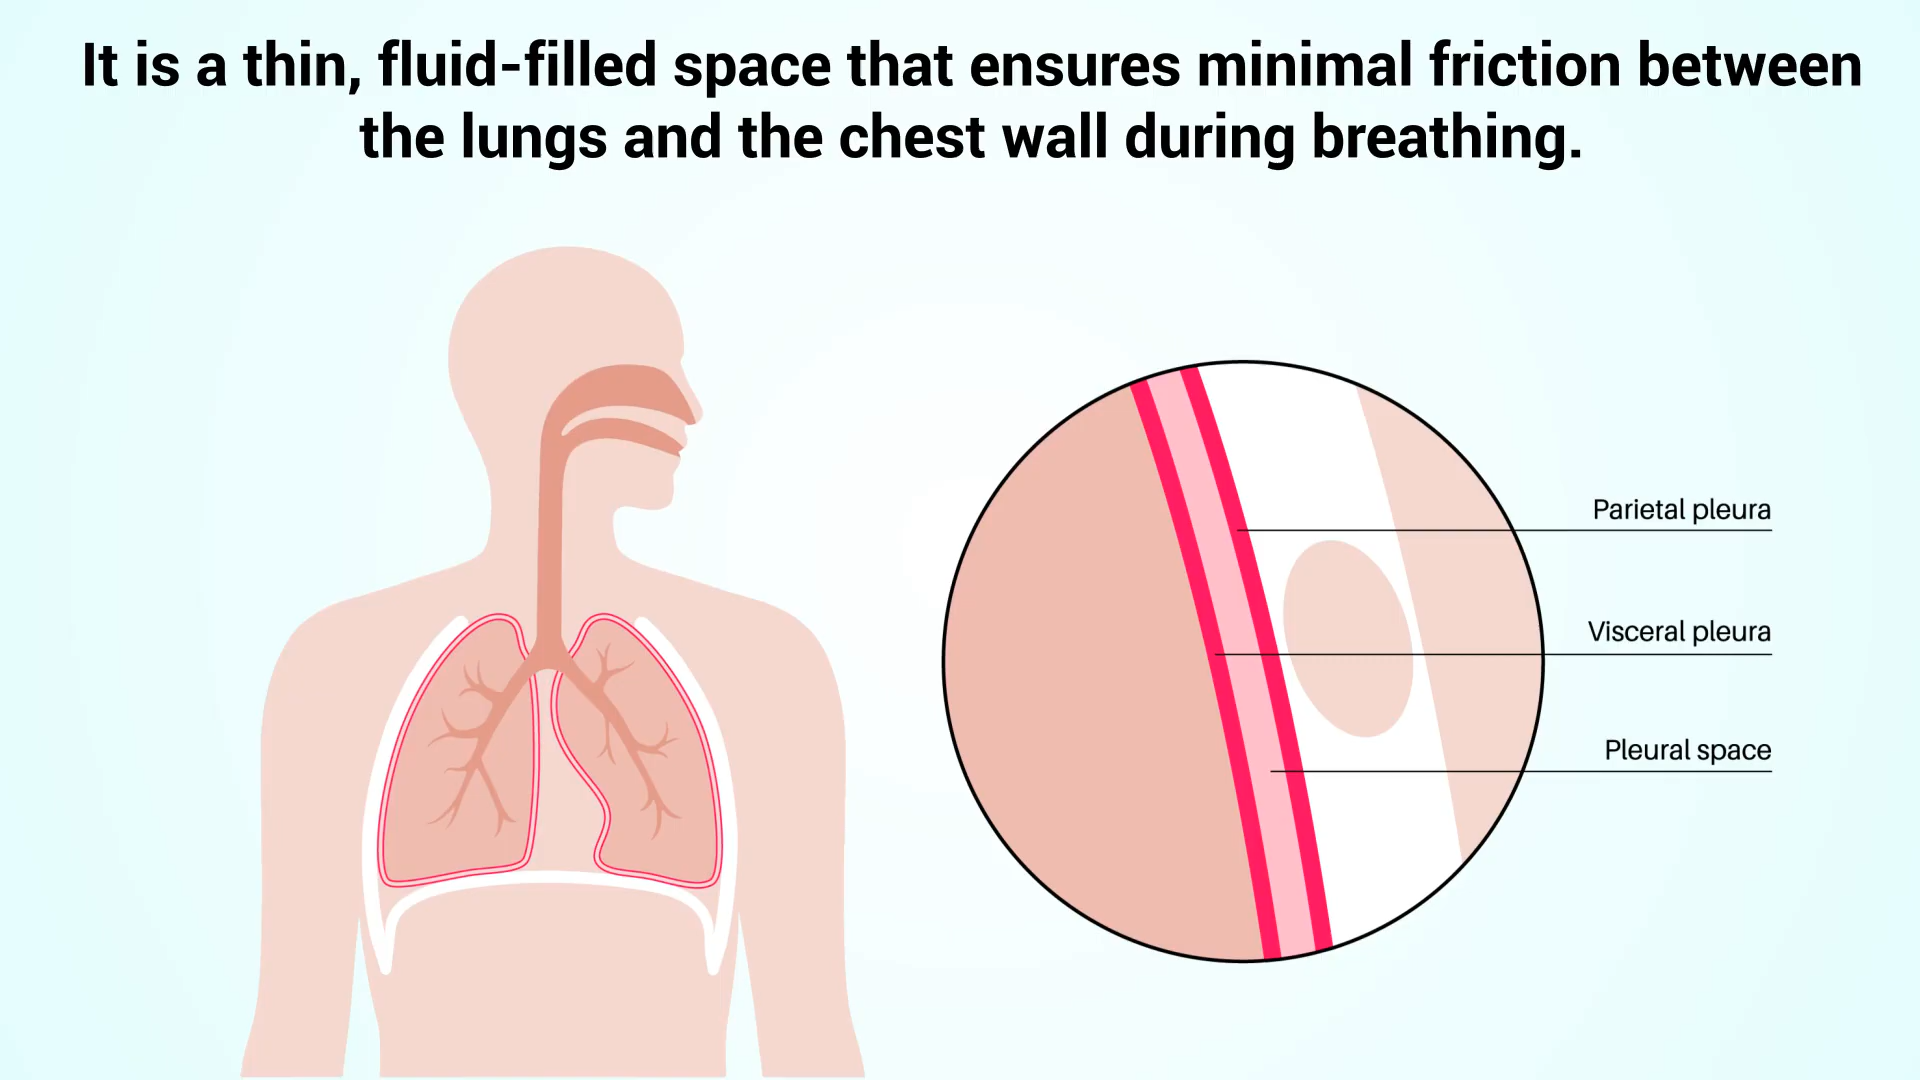 It is a thin, fluid-filled space that ensures minimal friction between
the lungs and the chest wall during breathing.
Parietal pleura
Visceral pleura
Pleural space